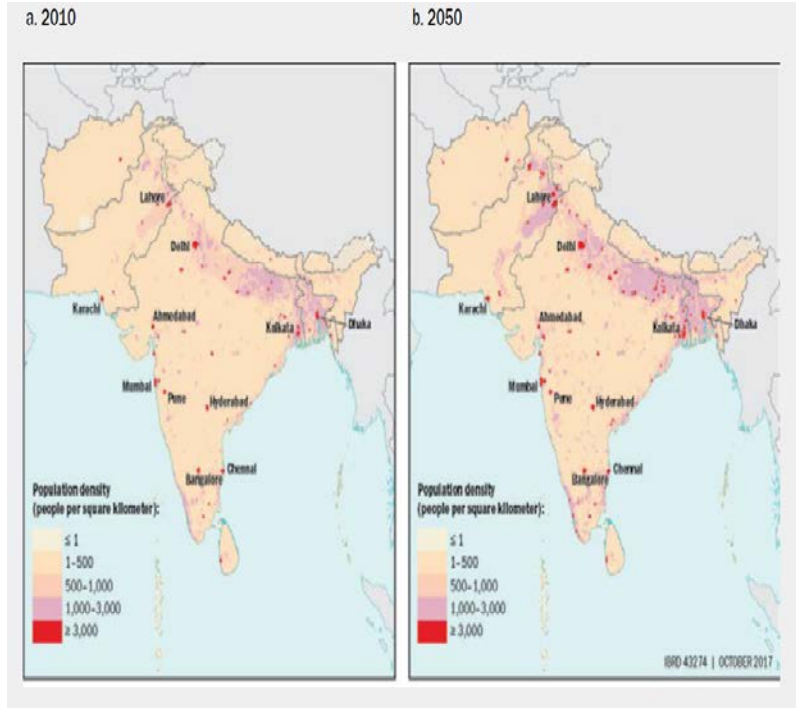 a. 2010
b. 2050
Lahore
Delhi
Karachi
Ahmedabad
Kolkata
Dhaka
Mumbai
Pune
Hyderabad
Bangalore
Chennai
Population density
(people per square kilometer):
≤ 1
1–500
500–1,000
1,000–3,000
≥ 3,000
Lahore
Delhi
Karachi
Ahmedabad
Kolkata
Dhaka
Mumbai
Pune
Hyderabad
Bangalore
Chennai
Population density
(people per square kilometer):
≤ 1
1–500
500–1,000
1,000–3,000
≥ 3,000
IBRD 43274 | OCTOBER 2017